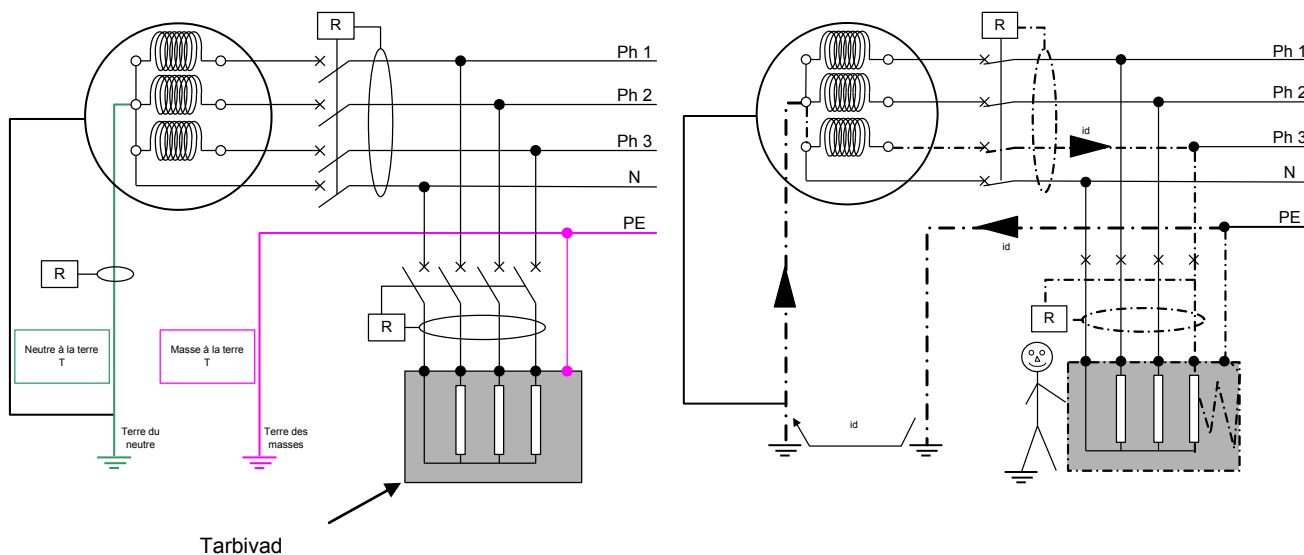 R
Ph 1
Ph 2
Ph 3
N
PE
R
R
Neutre à la terre
T
Masse à la terre
T
Terre du
neutre
Terre des
masses
Tarbivad
R
Ph 1
Ph 2
id
Ph 3
N
PE
id
R
id